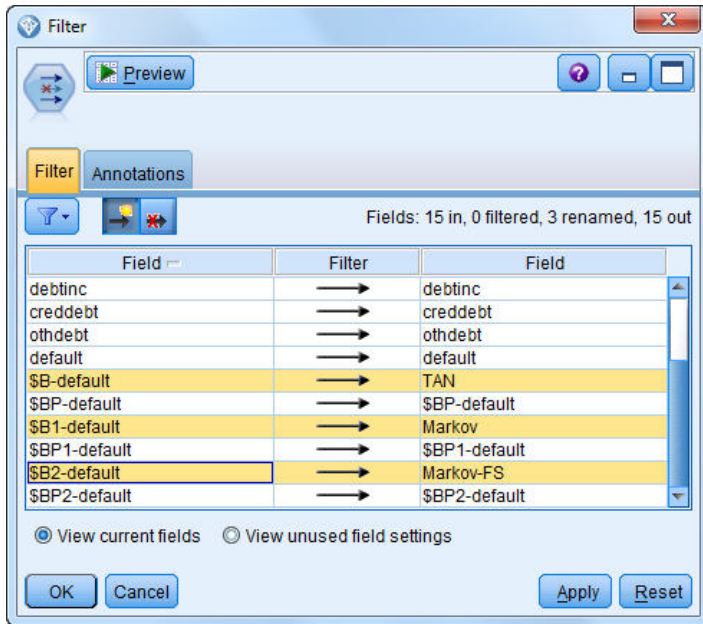 Filter
Preview
Filter Annotations
Fields: 15 in, 0 filtered, 3 renamed, 15 out
Field Filter Field
debtinc debtinc
creddebt creddebt
othdebt othdebt
default default
$B-default TAN
$BP-default $BP-default
$B1-default Markov
$BP1-default $BP1-default
$B2-default Markov-FS
$BP2-default $BP2-default
View current fields View unused field settings
OK Cancel Apply Reset